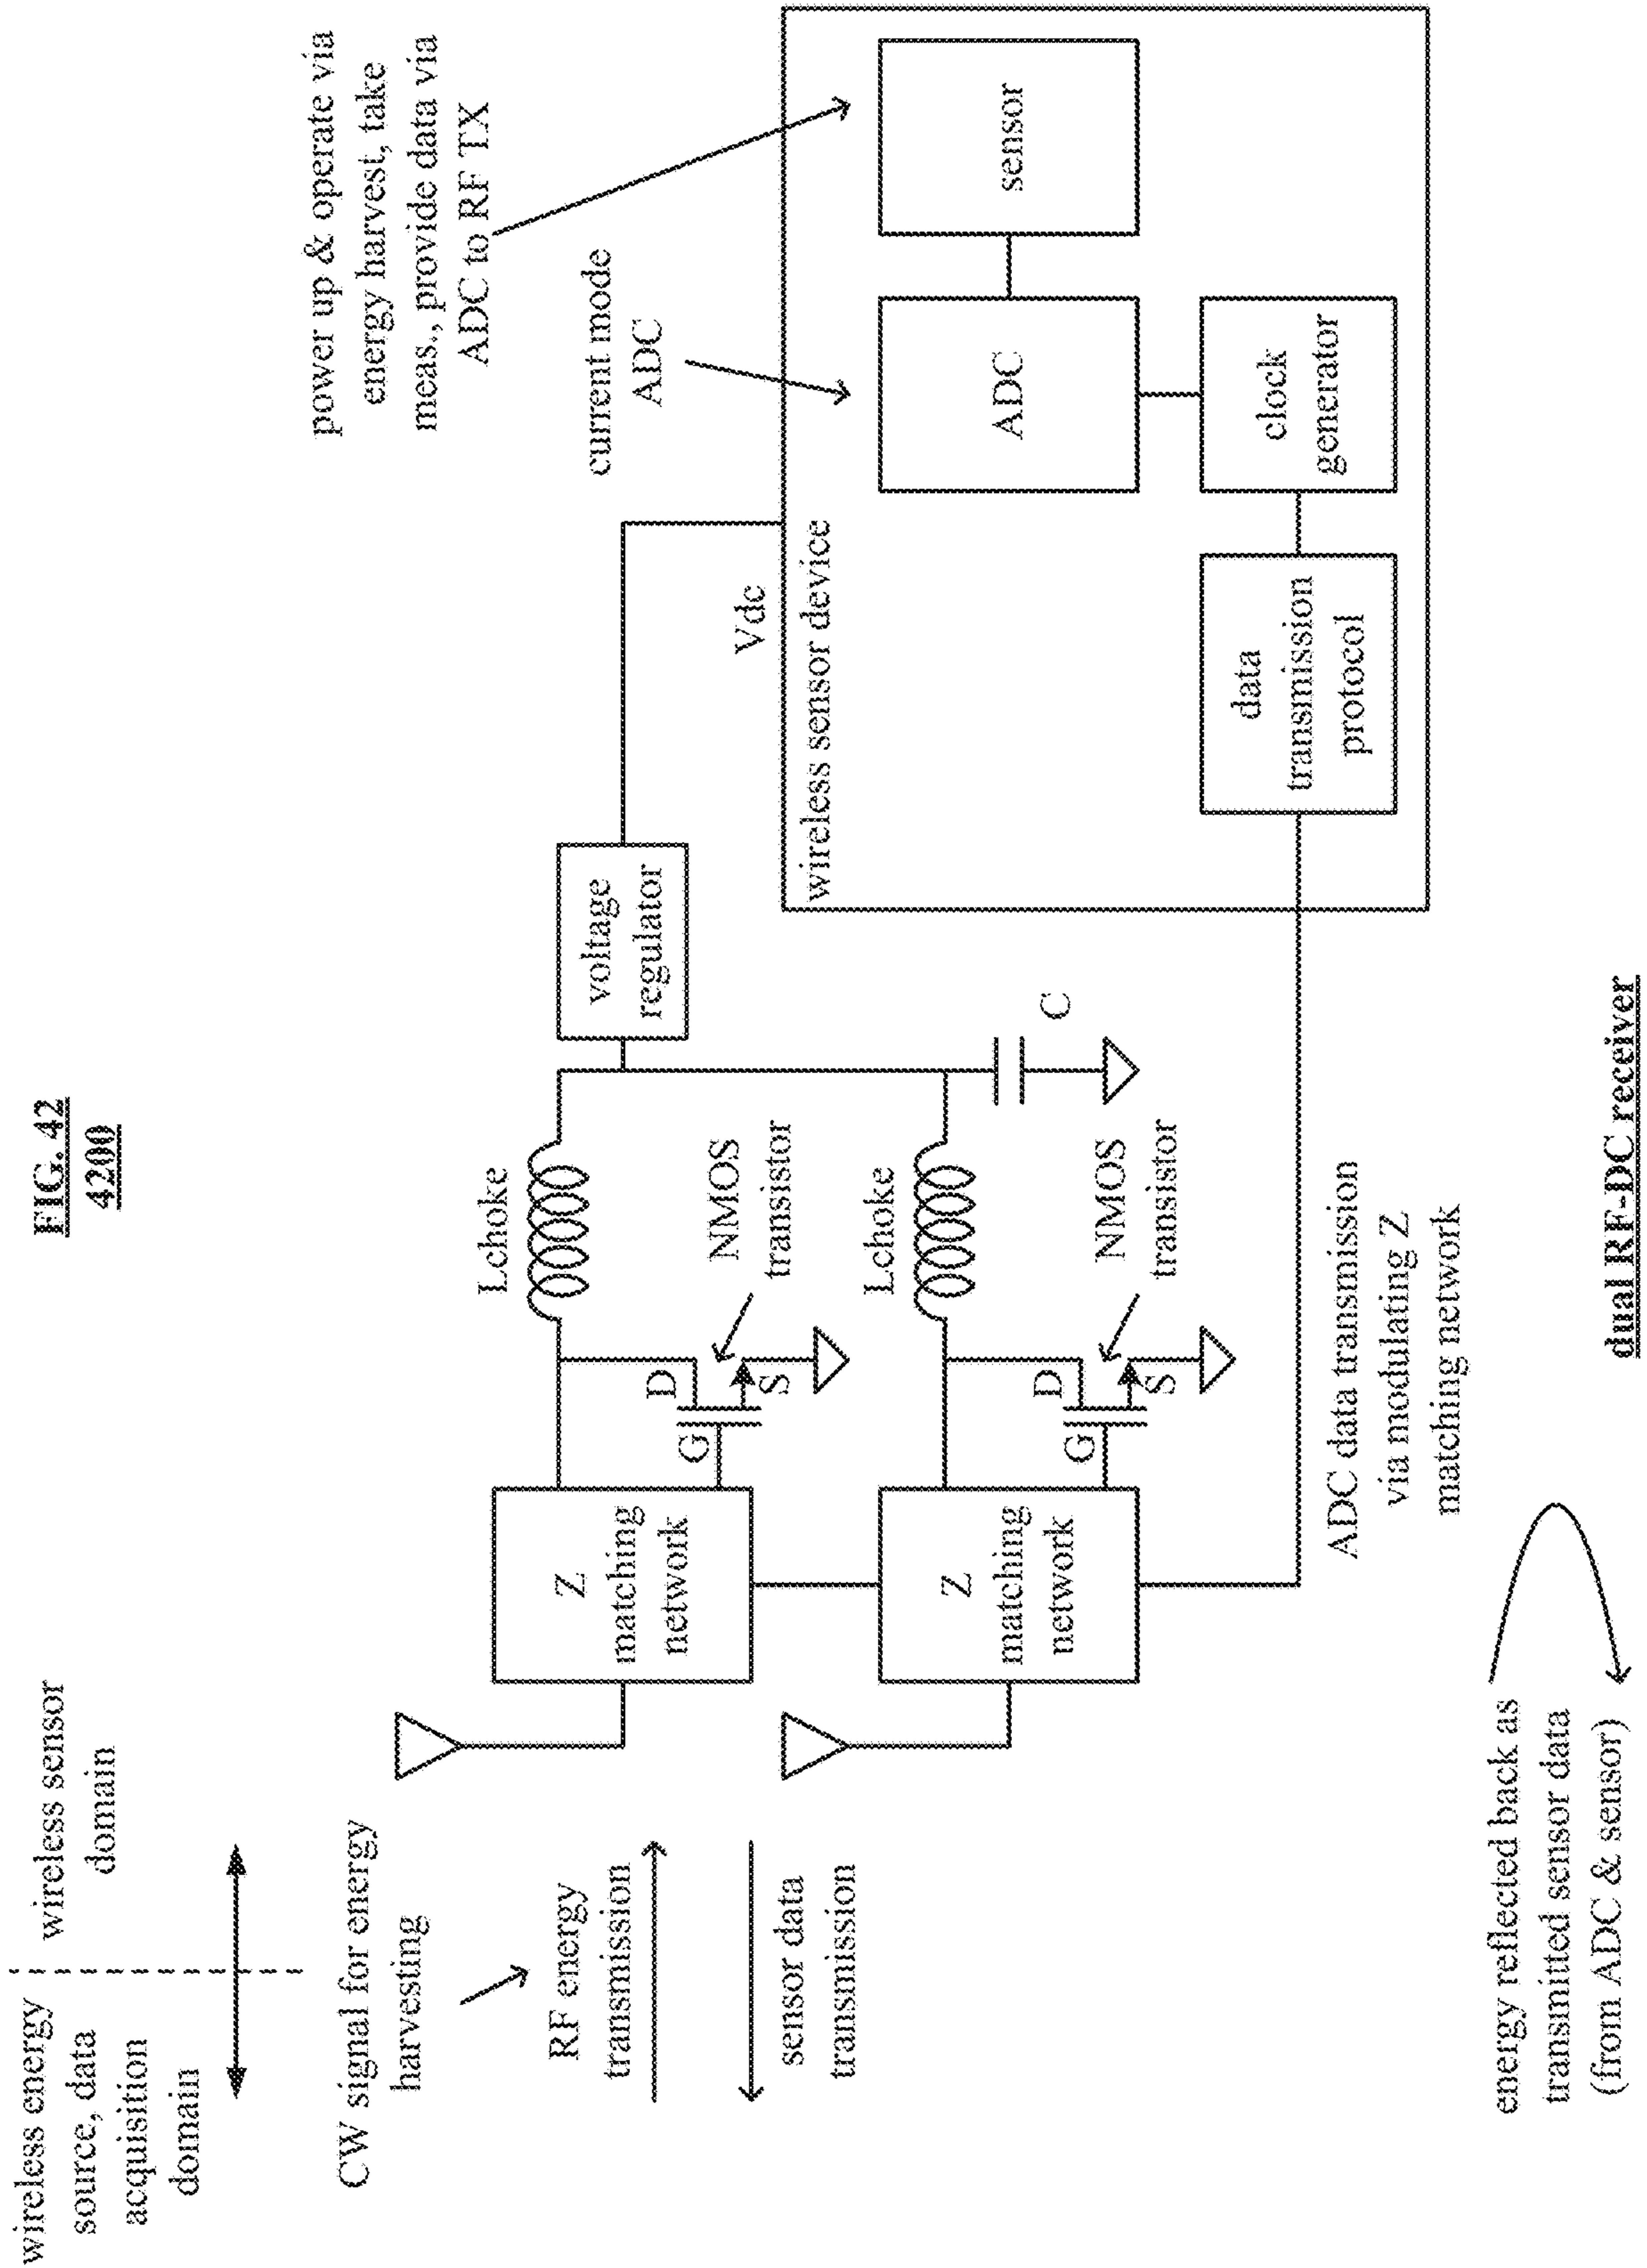 FIG. 42
4200
wireless energy
source, data
acquisition
domain
wireless sensor
domain
CW signal for energy
harvesting
RF energy
transmission
sensor data
transmission
Z
matching
network
Lchoke
D
G
S
NMOS
transistor
Z
matching
network
Lchoke
D
G
S
NMOS
transistor
C
voltage
regulator
Vdc
wireless sensor device
power up & operate via
energy harvest, take
meas., provide data via
ADC to RF TX
current mode
ADC
sensor
ADC
clock
generator
data
transmission
protocol
ADC data transmission
via modulating Z
matching network
energy reflected back as
transmitted sensor data
(from ADC & sensor)
dual RF-DC receiver